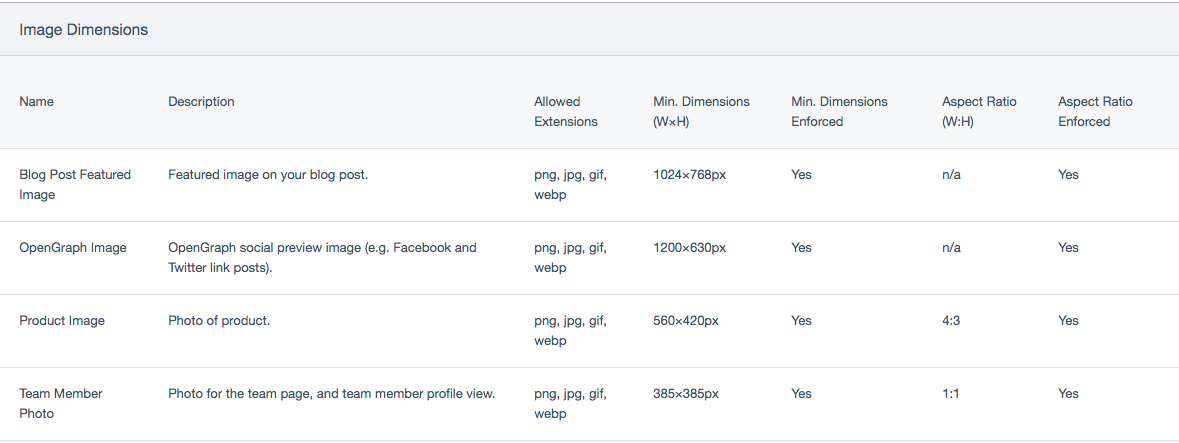 Image Dimensions
Name Description Allowed Extensions Min. Dimensions (W×H) Min. Dimensions Enforced Aspect Ratio (W:H) Aspect Ratio Enforced
Blog Post Featured Image Featured image on your blog post. png, jpg, gif, webp 1024×768px Yes n/a Yes
OpenGraph Image OpenGraph social preview image (e.g. Facebook and Twitter link posts). png, jpg, gif, webp 1200×630px Yes n/a Yes
Product Image Photo of product. png, jpg, gif, webp 560×420px Yes 4:3 Yes
Team Member Photo Photo for the team page, and team member profile view. png, jpg, gif, webp 385×385px Yes 1:1 Yes